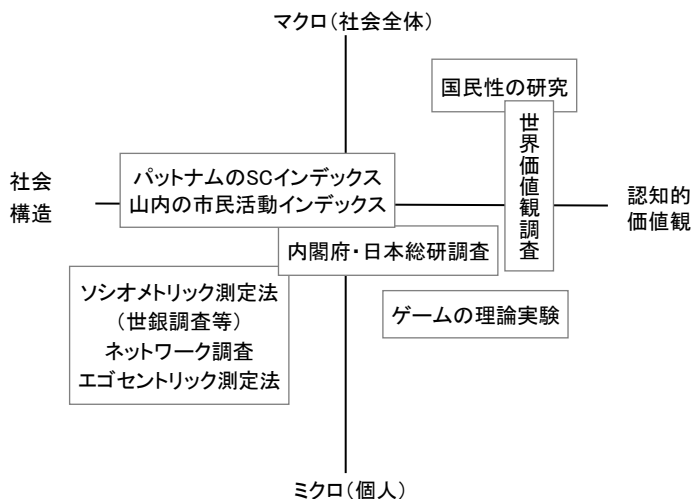 マクロ(社会全体)
国民性の研究
世界価値観調査
社会
構造
パットナムのSCインデックス
山内の市民活動インデックス
認知的
価値観
内閣府・日本総研調査
ソシオメトリック測定法
(世銀調査等)
ネットワーク調査
エゴセントリック測定法
ゲームの理論実験
ミクロ(個人)